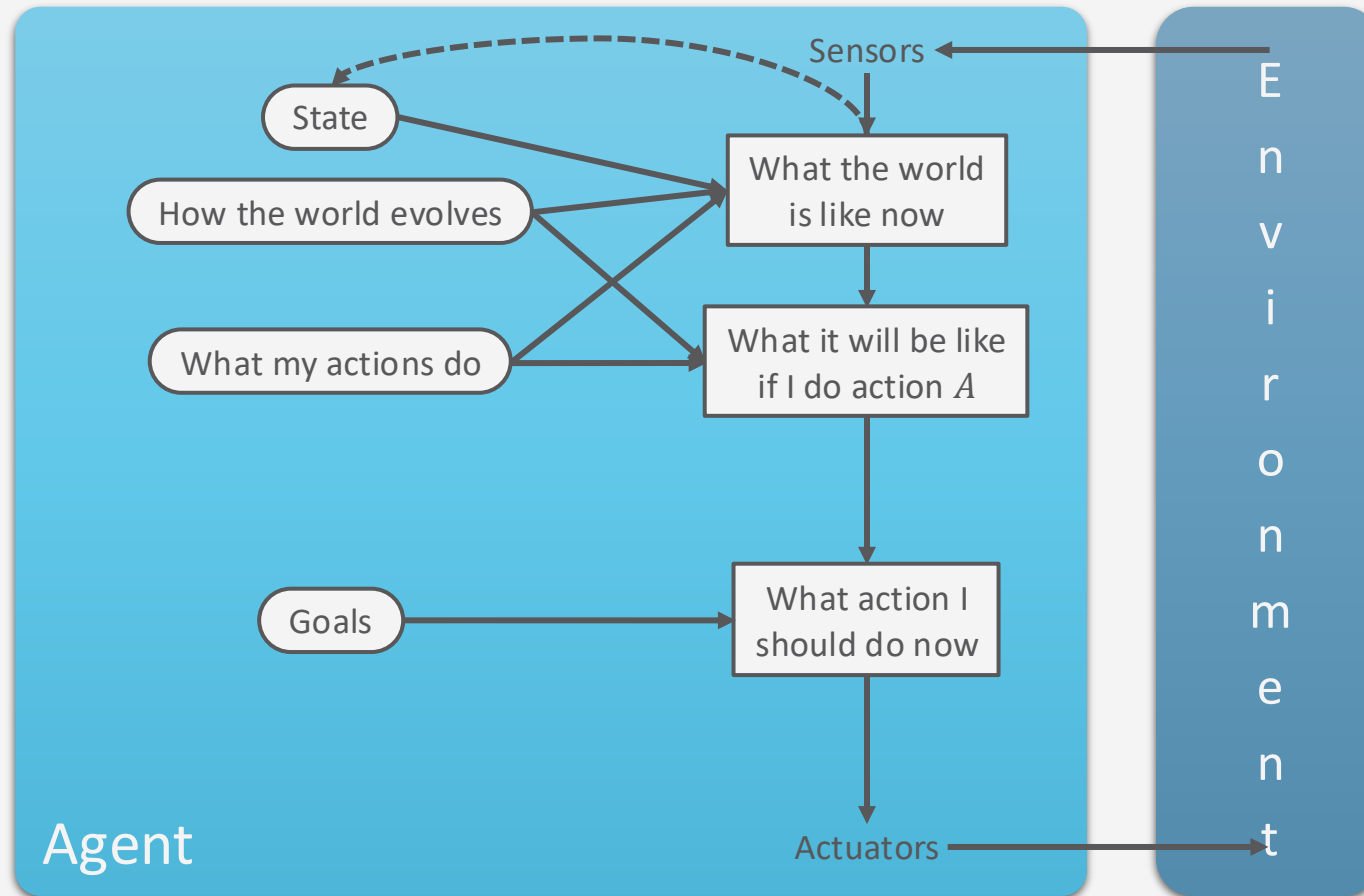 Sensors
State
What the world
is like now
How the world evolves
What it will be like
if I do action A
What my actions do
What action I
should do now
Goals
Actuators
Agent
Environment